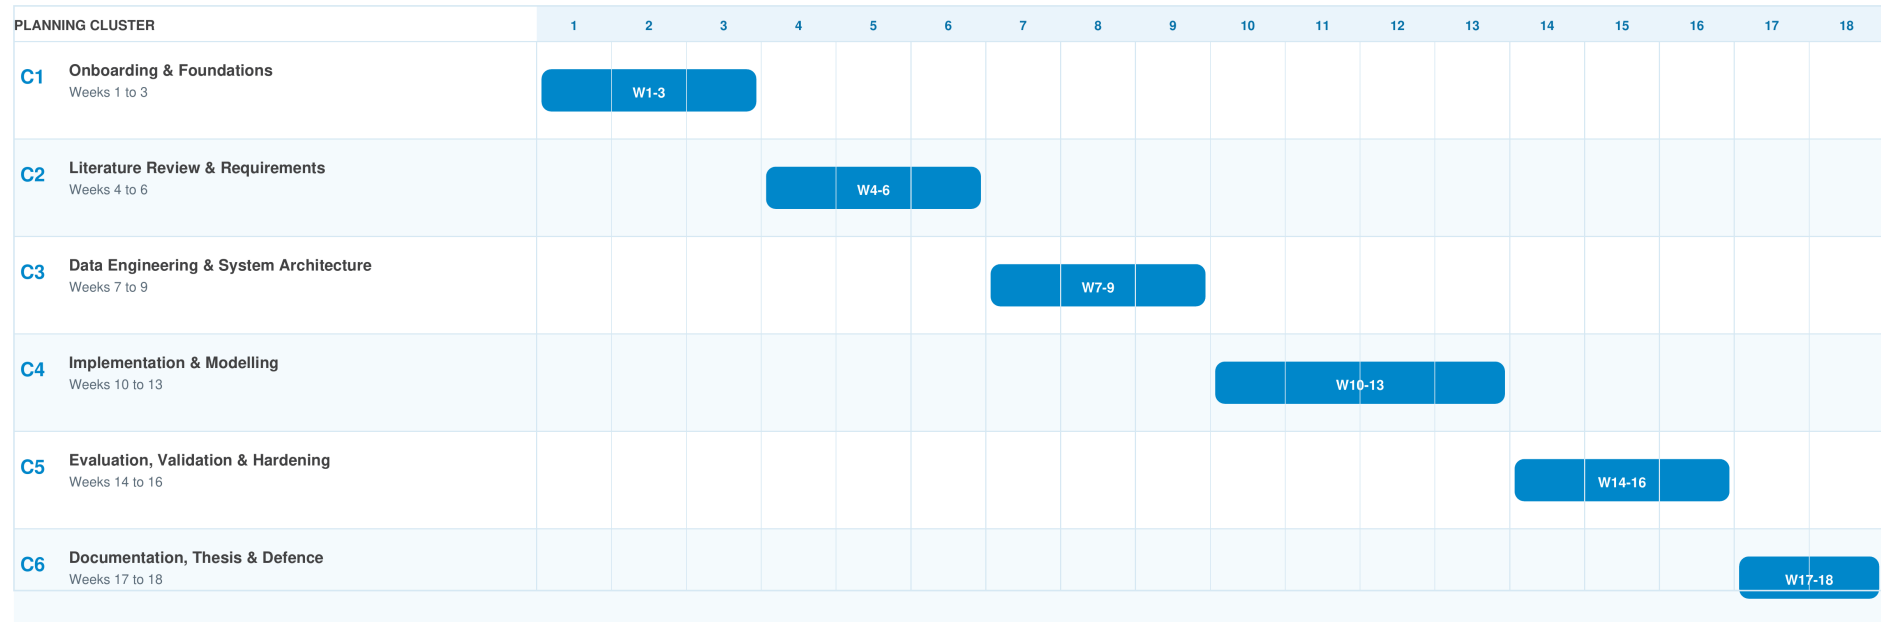 PLANNING CLUSTER 1 2 3 4 5 6 7 8 9 10 11 12 13 14 15 16 17 18
C1 Onboarding & Foundations
Weeks 1 to 3
W1-3
C2 Literature Review & Requirements
Weeks 4 to 6
W4-6
C3 Data Engineering & System Architecture
Weeks 7 to 9
W7-9
C4 Implementation & Modelling
Weeks 10 to 13
W10-13
C5 Evaluation, Validation & Hardening
Weeks 14 to 16
W14-16
C6 Documentation, Thesis & Defence
Weeks 17 to 18
W17-18